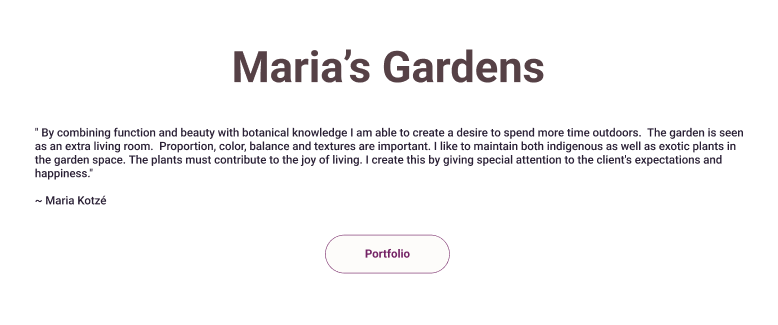 Maria’s Gardens
" By combining function and beauty with botanical knowledge I am able to create a desire to spend more time outdoors.  The garden is seen
as an extra living room.  Proportion, color, balance and textures are important. I like to maintain both indigenous as well as exotic plants in
the garden space. The plants must contribute to the joy of living. I create this by giving special attention to the client's expectations and
happiness."
~ Maria Kotzé
Portfolio